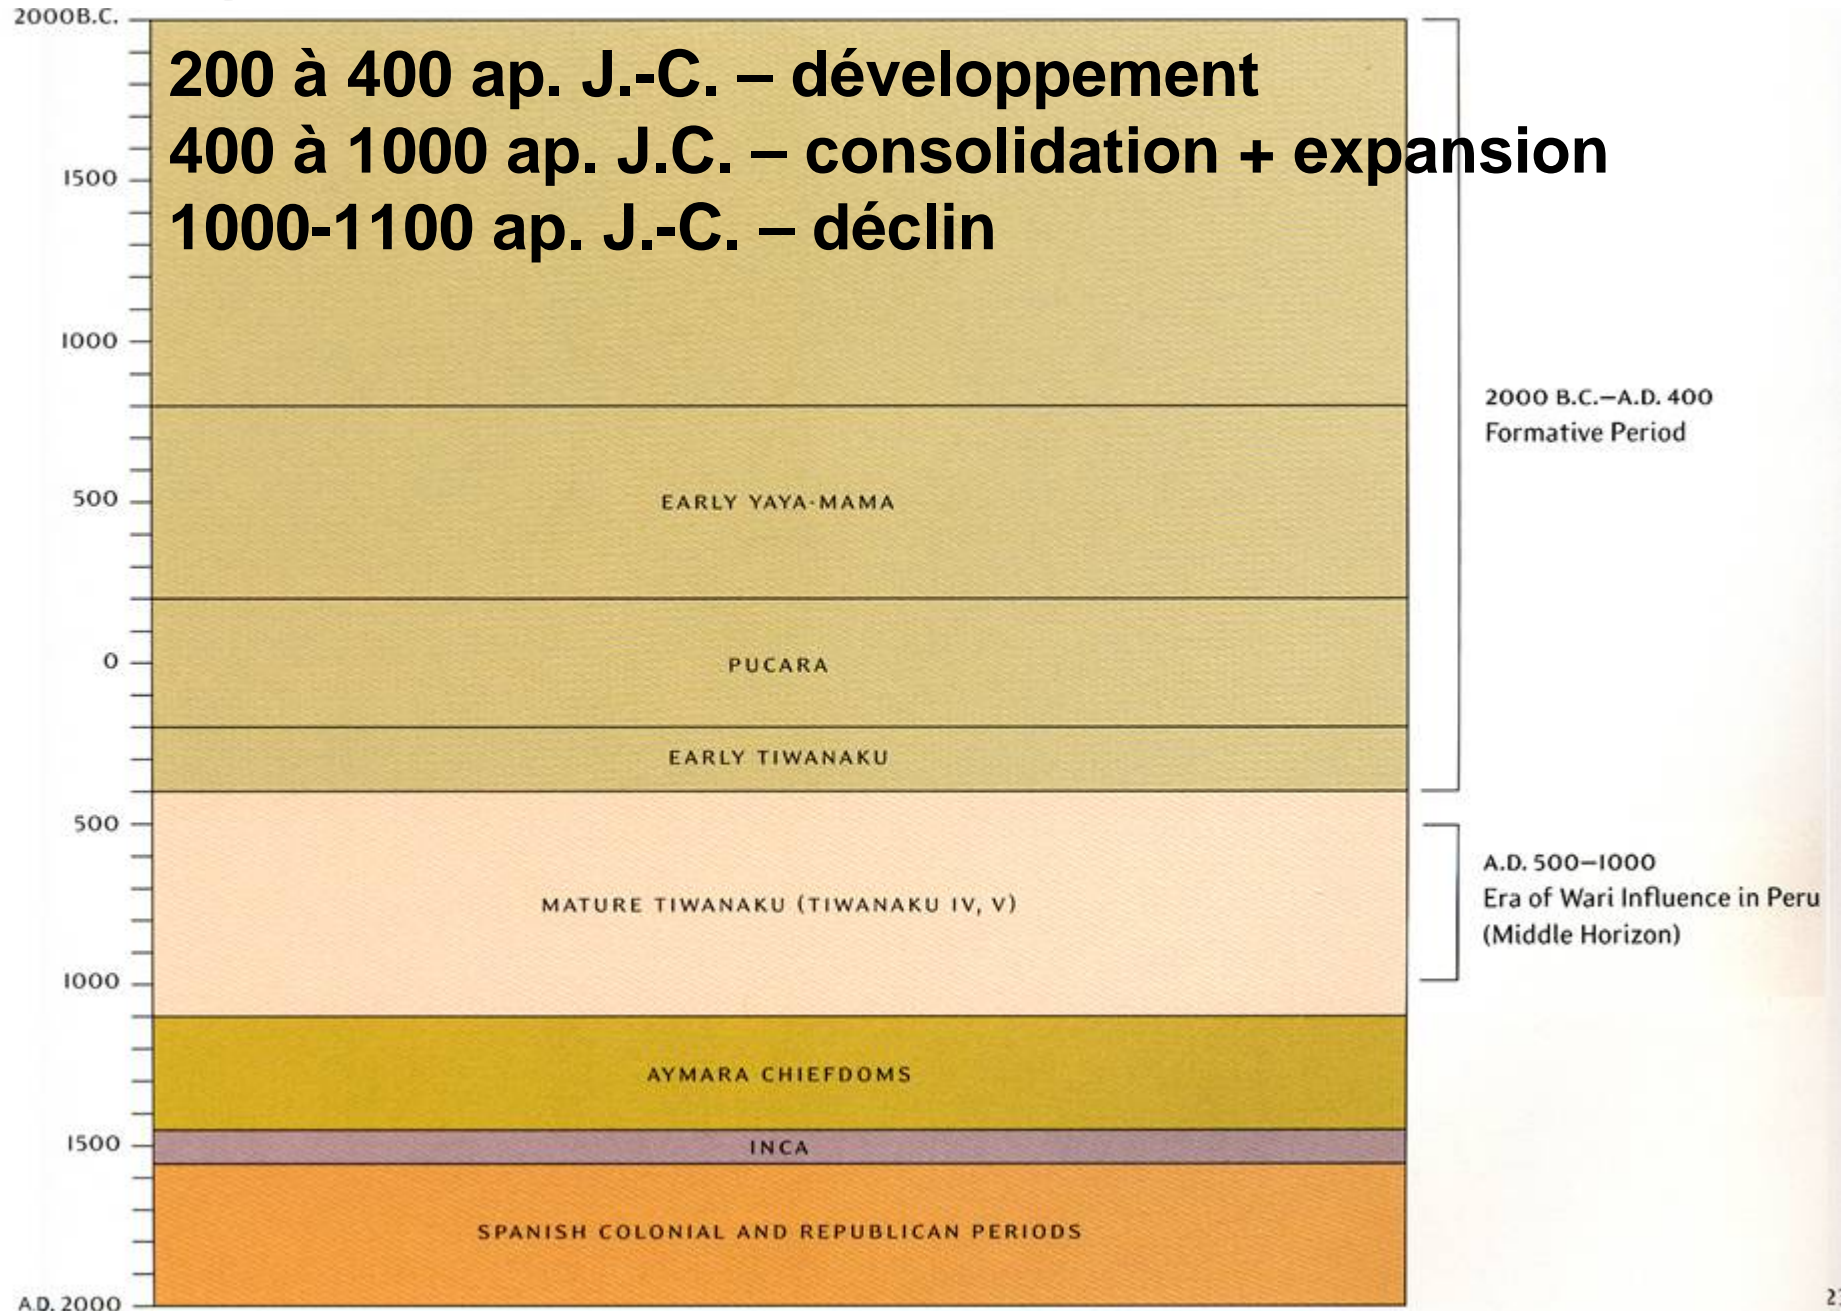 2000B.C.
200 à 400 ap. J.-C. – développement
400 à 1000 ap. J.C. – consolidation + expansion
1500
1000-1100 ap. J.-C. – déclin
1000
2000 B.C.–A.D. 400
Formative Period
500
EARLY YAYA-MAMA
0
PUCARA
EARLY TIWANAKU
500
A.D. 500–1000
Era of Wari Influence in Peru
(Middle Horizon)
MATURE TIWANAKU (TIWANAKU IV, V)
1000
AYMARA CHIEFDOMS
1500
INCA
SPANISH COLONIAL AND REPUBLICAN PERIODS
A.D. 2000